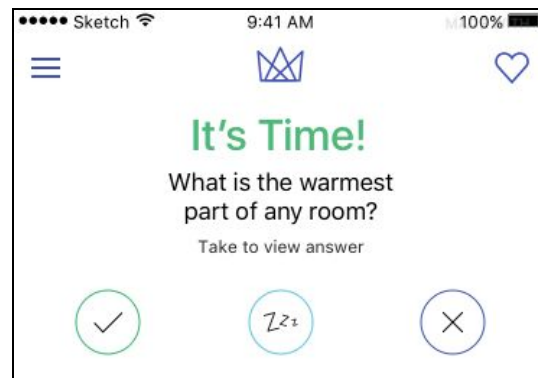 Sketch 9:41 AM 100%
It's Time!
What is the warmest
part of any room?
Take to view answer
Zzz